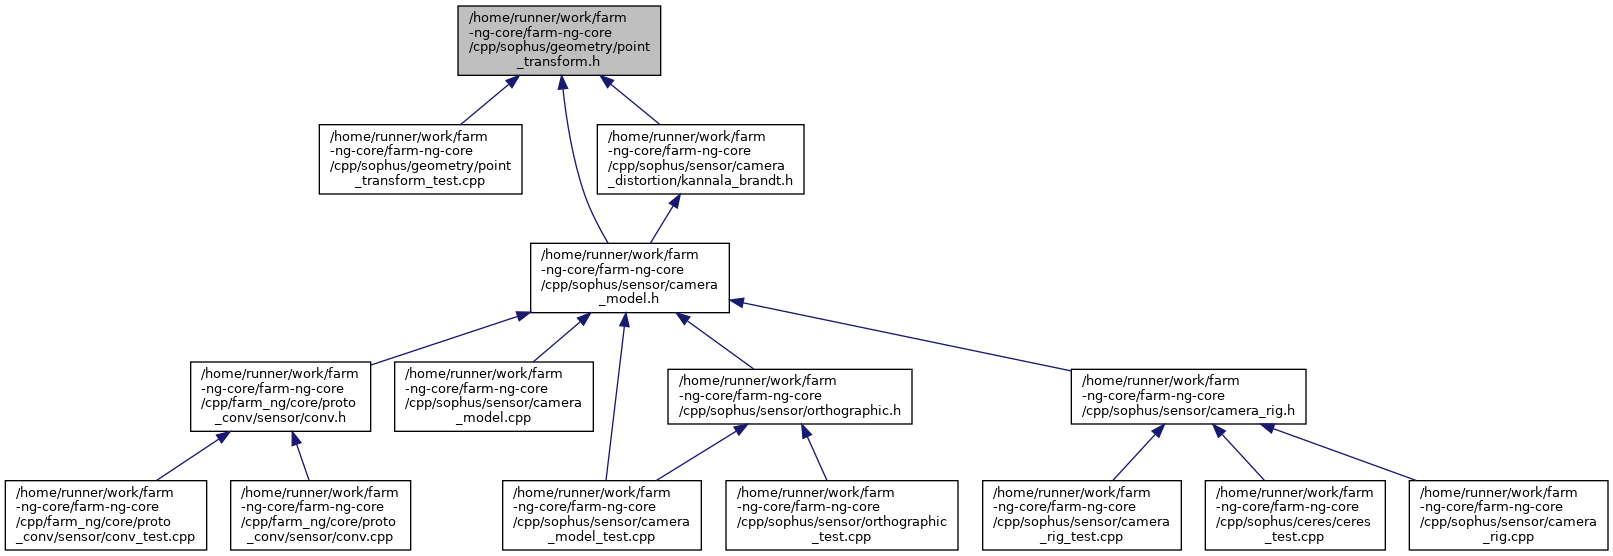 /home/runner/work/farm
-ng-core/farm-ng-core
/cpp/sophus/geometry/point
_transform.h
/home/runner/work/farm
-ng-core/farm-ng-core
/cpp/sophus/geometry/point
_transform_test.cpp
/home/runner/work/farm
-ng-core/farm-ng-core
/cpp/sophus/sensor/camera
_distortion/kannala_brandt.h
/home/runner/work/farm
-ng-core/farm-ng-core
/cpp/sophus/sensor/camera
_model.h
/home/runner/work/farm
-ng-core/farm-ng-core
/cpp/farm_ng/core/proto
_conv/sensor/conv.h
/home/runner/work/farm
-ng-core/farm-ng-core
/cpp/sophus/sensor/camera
_model.cpp
/home/runner/work/farm
-ng-core/farm-ng-core
/cpp/sophus/sensor/orthographic.h
/home/runner/work/farm
-ng-core/farm-ng-core
/cpp/sophus/sensor/camera_rig.h
/home/runner/work/farm
-ng-core/farm-ng-core
/cpp/farm_ng/core/proto
_conv/sensor/conv_test.cpp
/home/runner/work/farm
-ng-core/farm-ng-core
/cpp/farm_ng/core/proto
_conv/sensor/conv.cpp
/home/runner/work/farm
-ng-core/farm-ng-core
/cpp/sophus/sensor/camera
_model_test.cpp
/home/runner/work/farm
-ng-core/farm-ng-core
/cpp/sophus/sensor/orthographic
_test.cpp
/home/runner/work/farm
-ng-core/farm-ng-core
/cpp/sophus/sensor/camera
_rig_test.cpp
/home/runner/work/farm
-ng-core/farm-ng-core
/cpp/sophus/ceres/ceres
_test.cpp
/home/runner/work/farm
-ng-core/farm-ng-core
/cpp/sophus/sensor/camera
_rig.cpp